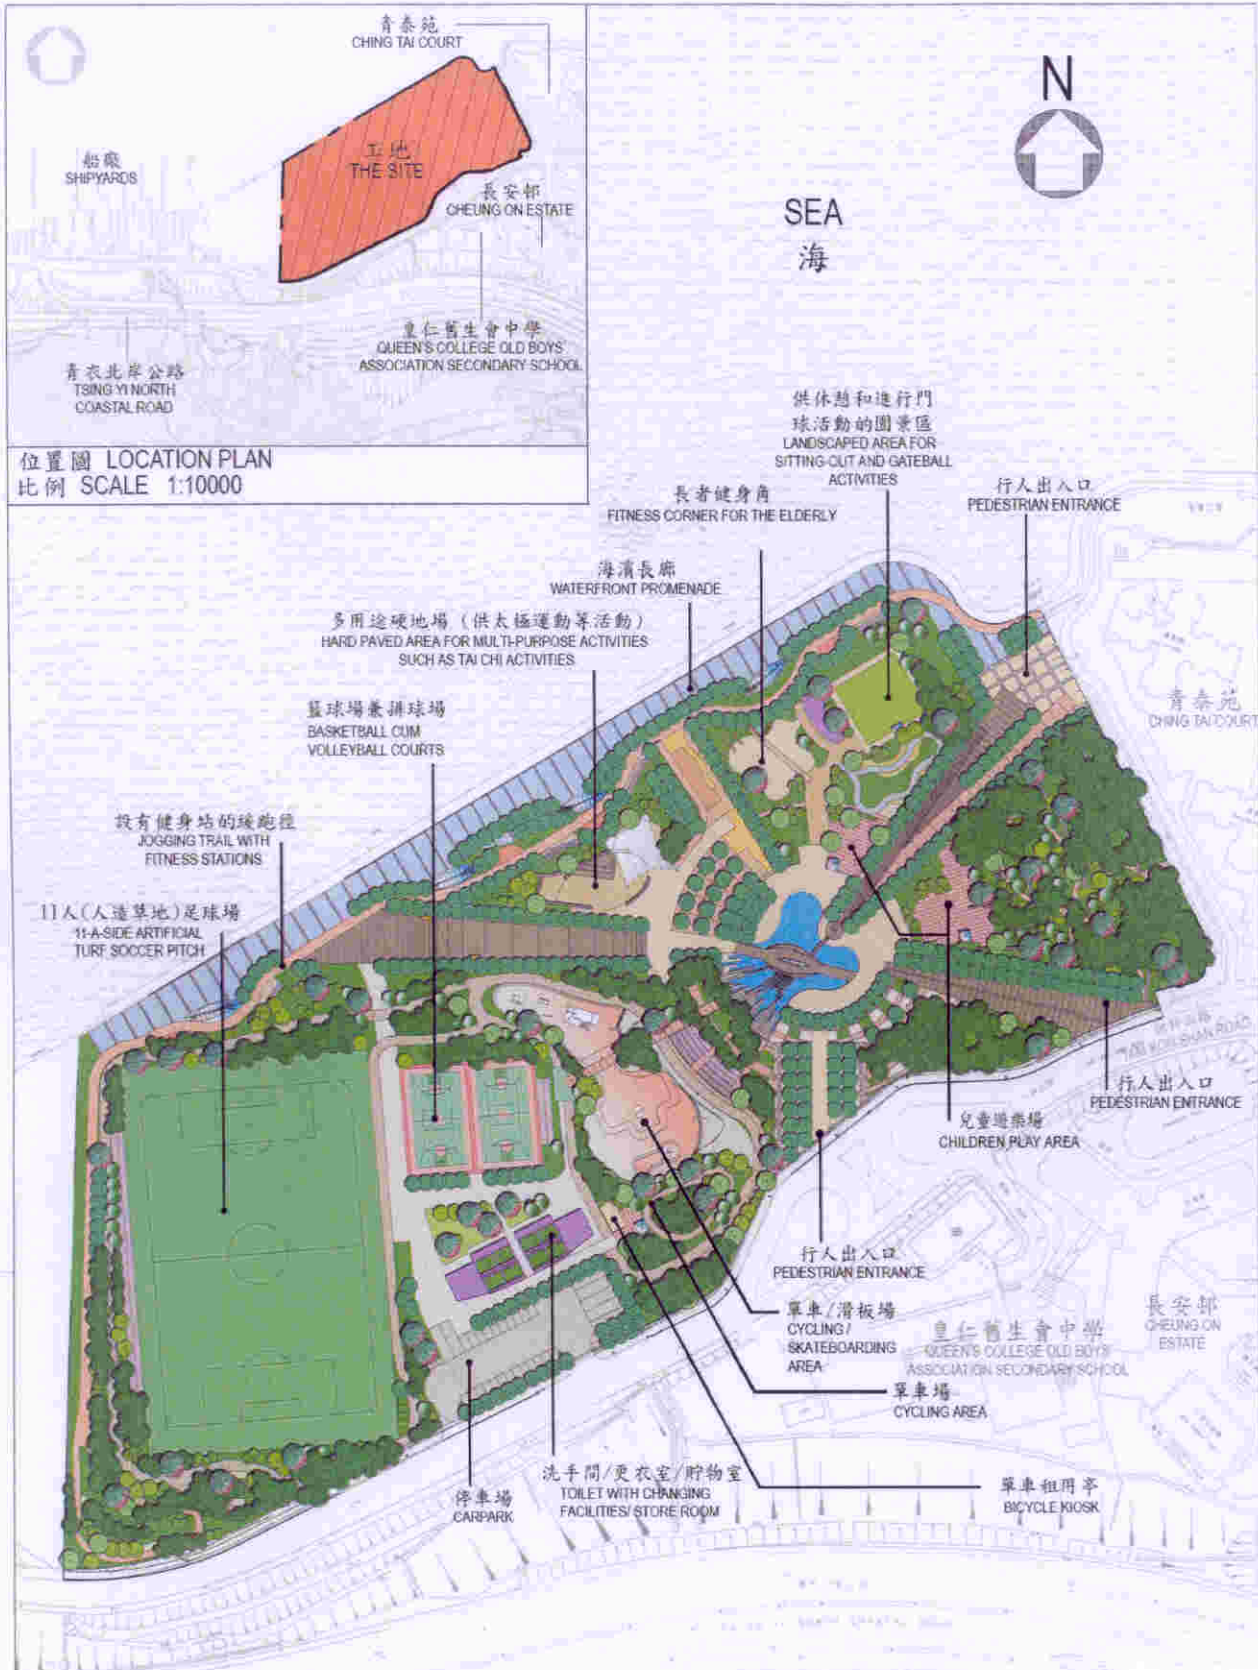 青泰苑
CHING TAI COURT
船廠
SHIPYARDS
工地
THE SITE
長安邨
CHEUNG ON ESTATE
皇仁舊生會中學
QUEEN'S COLLEGE OLD BOYS'
ASSOCIATION SECONDARY SCHOOL
青衣北岸公路
TSING YI NORTH
COASTAL ROAD
位置圖 LOCATION PLAN
比例 SCALE 1:10000
N
SEA
海
供休憩和進行門
球活動的園景區
LANDSCAPED AREA FOR
SITTING-OUT AND GATEBALL
ACTIVITIES
行人出入口
PEDESTRIAN ENTRANCE
長者健身角
FITNESS CORNER FOR THE ELDERLY
海濱長廊
WATERFRONT PROMENADE
多用途硬地場 (供太極運動等活動)
HARD PAVED AREA FOR MULTI-PURPOSE ACTIVITIES
SUCH AS TAI CHI ACTIVITIES
籃球場兼排球場
BASKETBALL CUM
VOLLEYBALL COURTS
青泰苑
CHING TAI COURT
設有健身站的緩跑徑
JOGGING TRAIL WITH
FITNESS STATIONS
11人(人造草地)足球場
11-A-SIDE ARTIFICIAL
TURF SOCCER PITCH
行人出入口
PEDESTRIAN ENTRANCE
兒童遊樂場
CHILDREN PLAY AREA
行人出入口
PEDESTRIAN ENTRANCE
單車/滑板場
CYCLING /
SKATEBOARDING
AREA
皇仁舊生會中學
QUEEN'S COLLEGE OLD BOYS'
ASSOCIATION SECONDARY SCHOOL
長安邨
CHEUNG ON
ESTATE
單車場
CYCLING AREA
洗手間/更衣室/貯物室
TOILET WITH CHANGING
FACILITIES/ STORE ROOM
停車場
CARPARK
單車租用亭
BICYCLE KIOSK